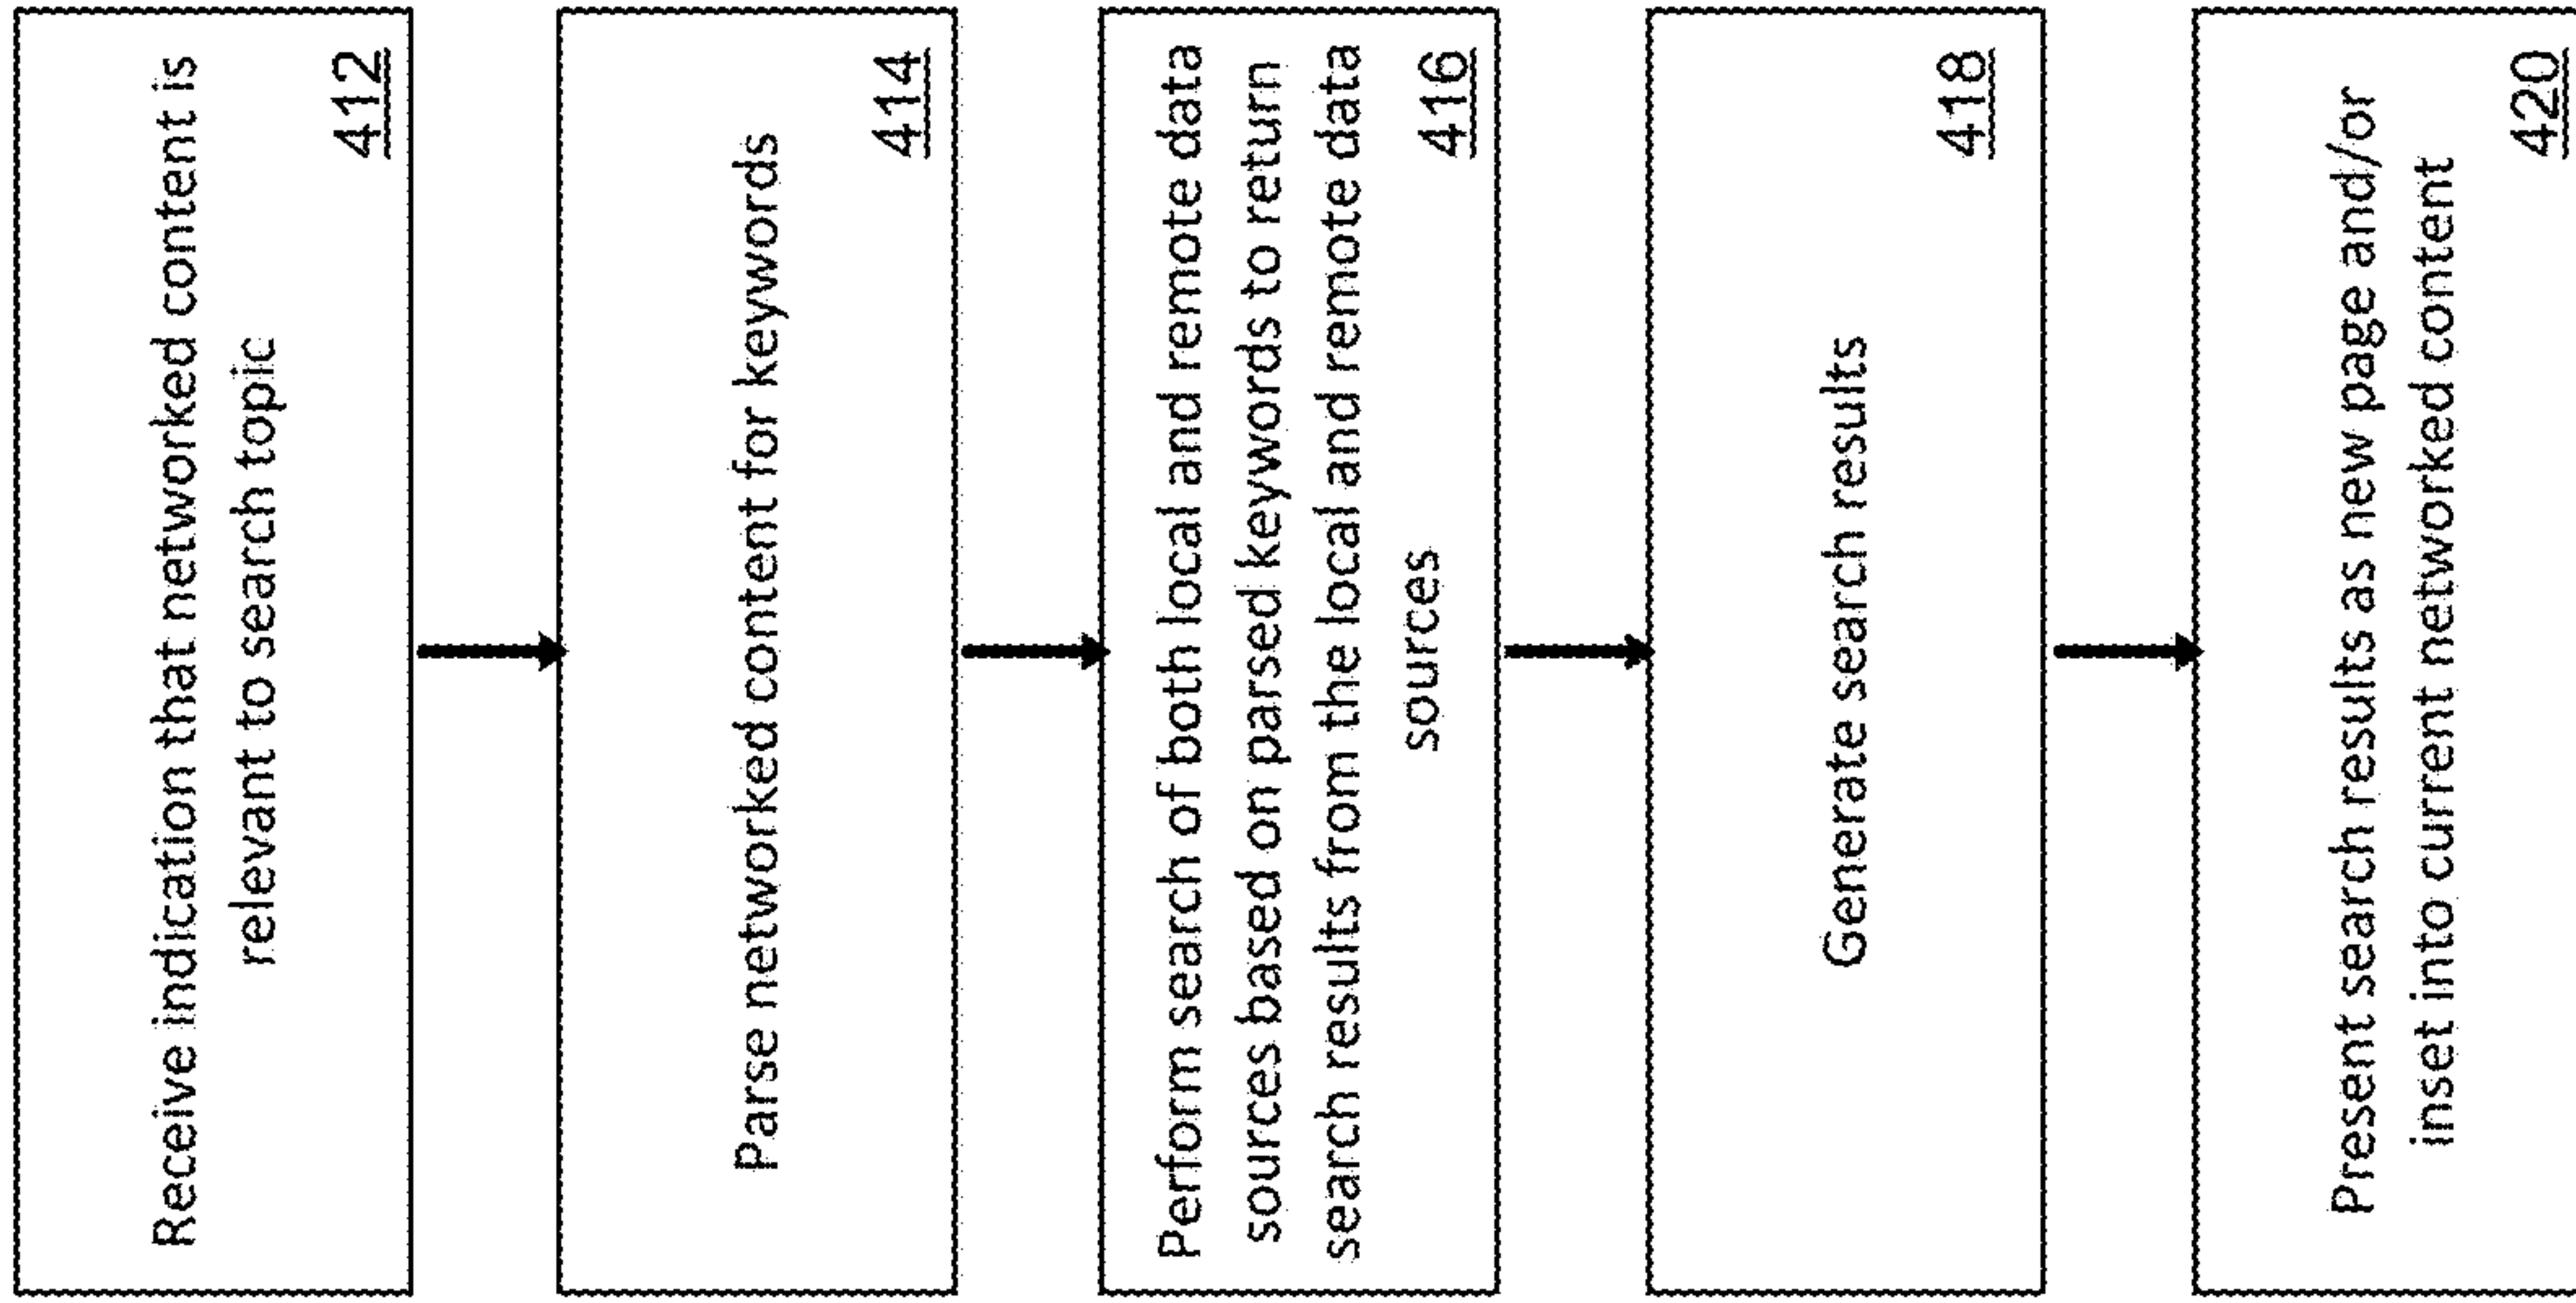 Receive indication that networked content is
relevant to search topic
412
Parse networked content for keywords
414
Perform search of both local and remote data
sources based on parsed keywords to return
search results from the local and remote data
sources
416
Generate search results
418
Present search results as new page and/or
inset into current networked content
420